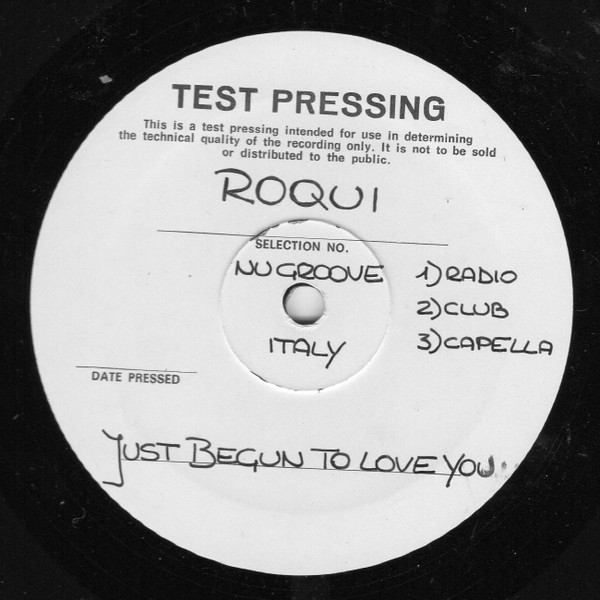 TEST PRESSING
This is a test pressing intended for use in determining
the technical quality of the recording only. It is not to be sold
or distributed to the public.
ROQUI
SELECTION NO.
NU GROOVE
ITALY
1) RADIO
2) CLUB
3) CAPELLA
DATE PRESSED
JUST BEGUN TO LOVE YOU